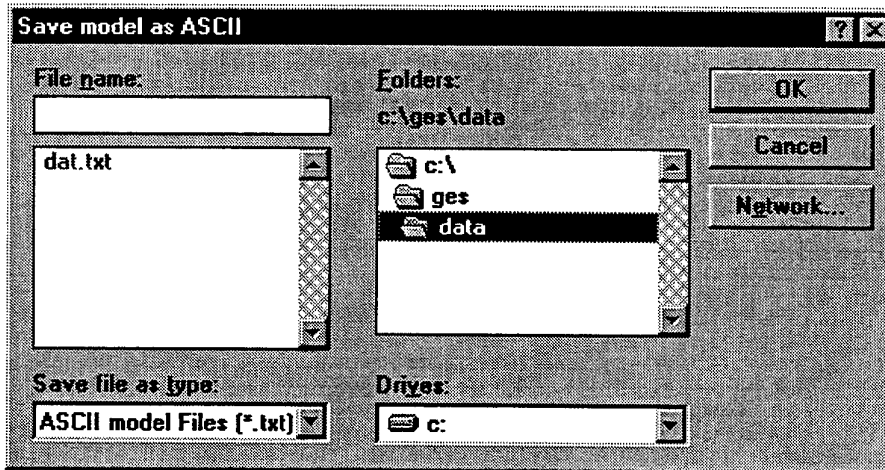 Save model as ASCII
File name:
dat.txt
Save file as type:
ASCII model Files (*.txt)
Folders:
c:\ges\data
c:\
ges
data
Drives:
c:
OK
Cancel
Network...